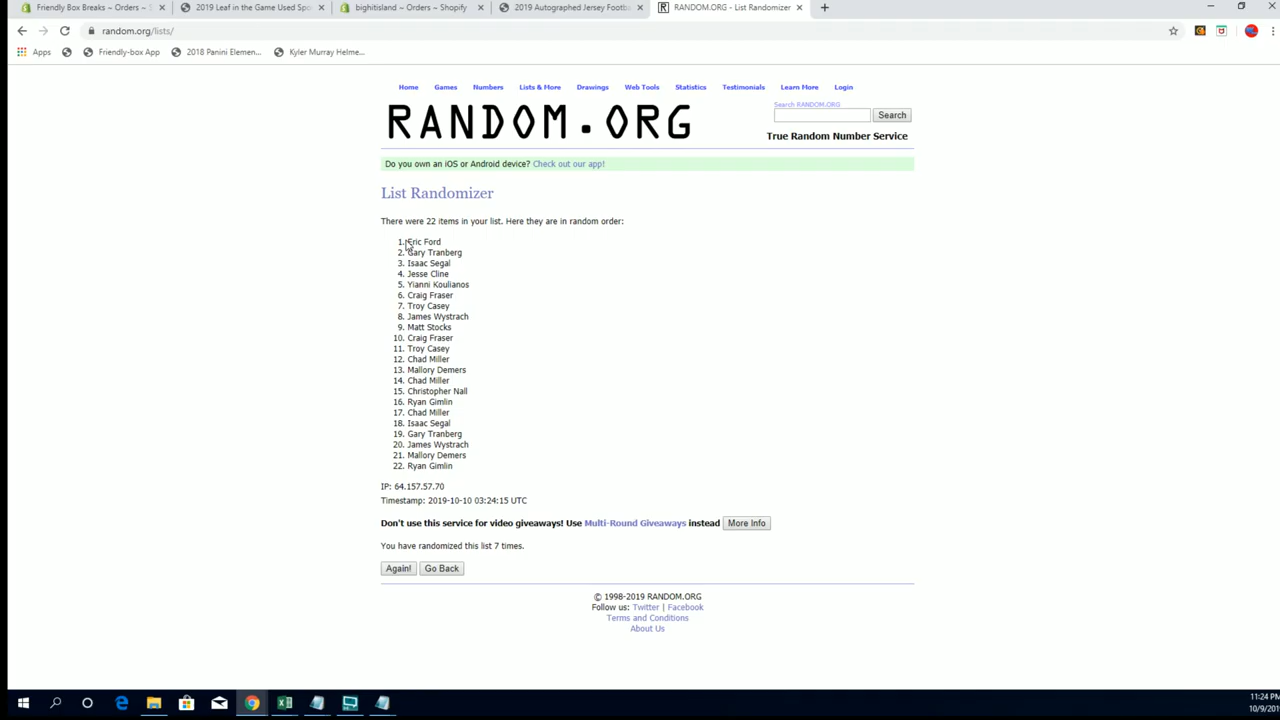 Friendly Box Breaks ~ Orders ~ S
2019 Leaf in the Game Used Spo
bighitisland ~ Orders ~ Shopify
2019 Autographed Jersey Footba
RANDOM.ORG - List Randomizer
random.org/lists/
Apps
Friendly-box App
2018 Panini Elemen...
Kyler Murray Helme...
Home Games Numbers Lists & More Drawings Web Tools Statistics Testimonials Learn More Login
RANDOM.ORG
Search RANDOM.ORG
Search
True Random Number Service
Do you own an iOS or Android device? Check out our app!
List Randomizer
There were 22 items in your list. Here they are in random order:
1. Eric Ford
2. Gary Tranberg
3. Isaac Segal
4. Jesse Cline
5. Yianni Koulianos
6. Craig Fraser
7. Troy Casey
8. James Wystrach
9. Matt Stocks
10. Craig Fraser
11. Troy Casey
12. Chad Miller
13. Mallory Demers
14. Chad Miller
15. Christopher Nall
16. Ryan Gimlin
17. Chad Miller
18. Isaac Segal
19. Gary Tranberg
20. James Wystrach
21. Mallory Demers
22. Ryan Gimlin
IP: 64.157.57.70
Timestamp: 2019-10-10 03:24:15 UTC
Don't use this service for video giveaways! Use Multi-Round Giveaways instead More Info
You have randomized this list 7 times.
Again! Go Back
© 1998-2019 RANDOM.ORG
Follow us: Twitter | Facebook
Terms and Conditions
About Us
11:24 PM
10/9/201